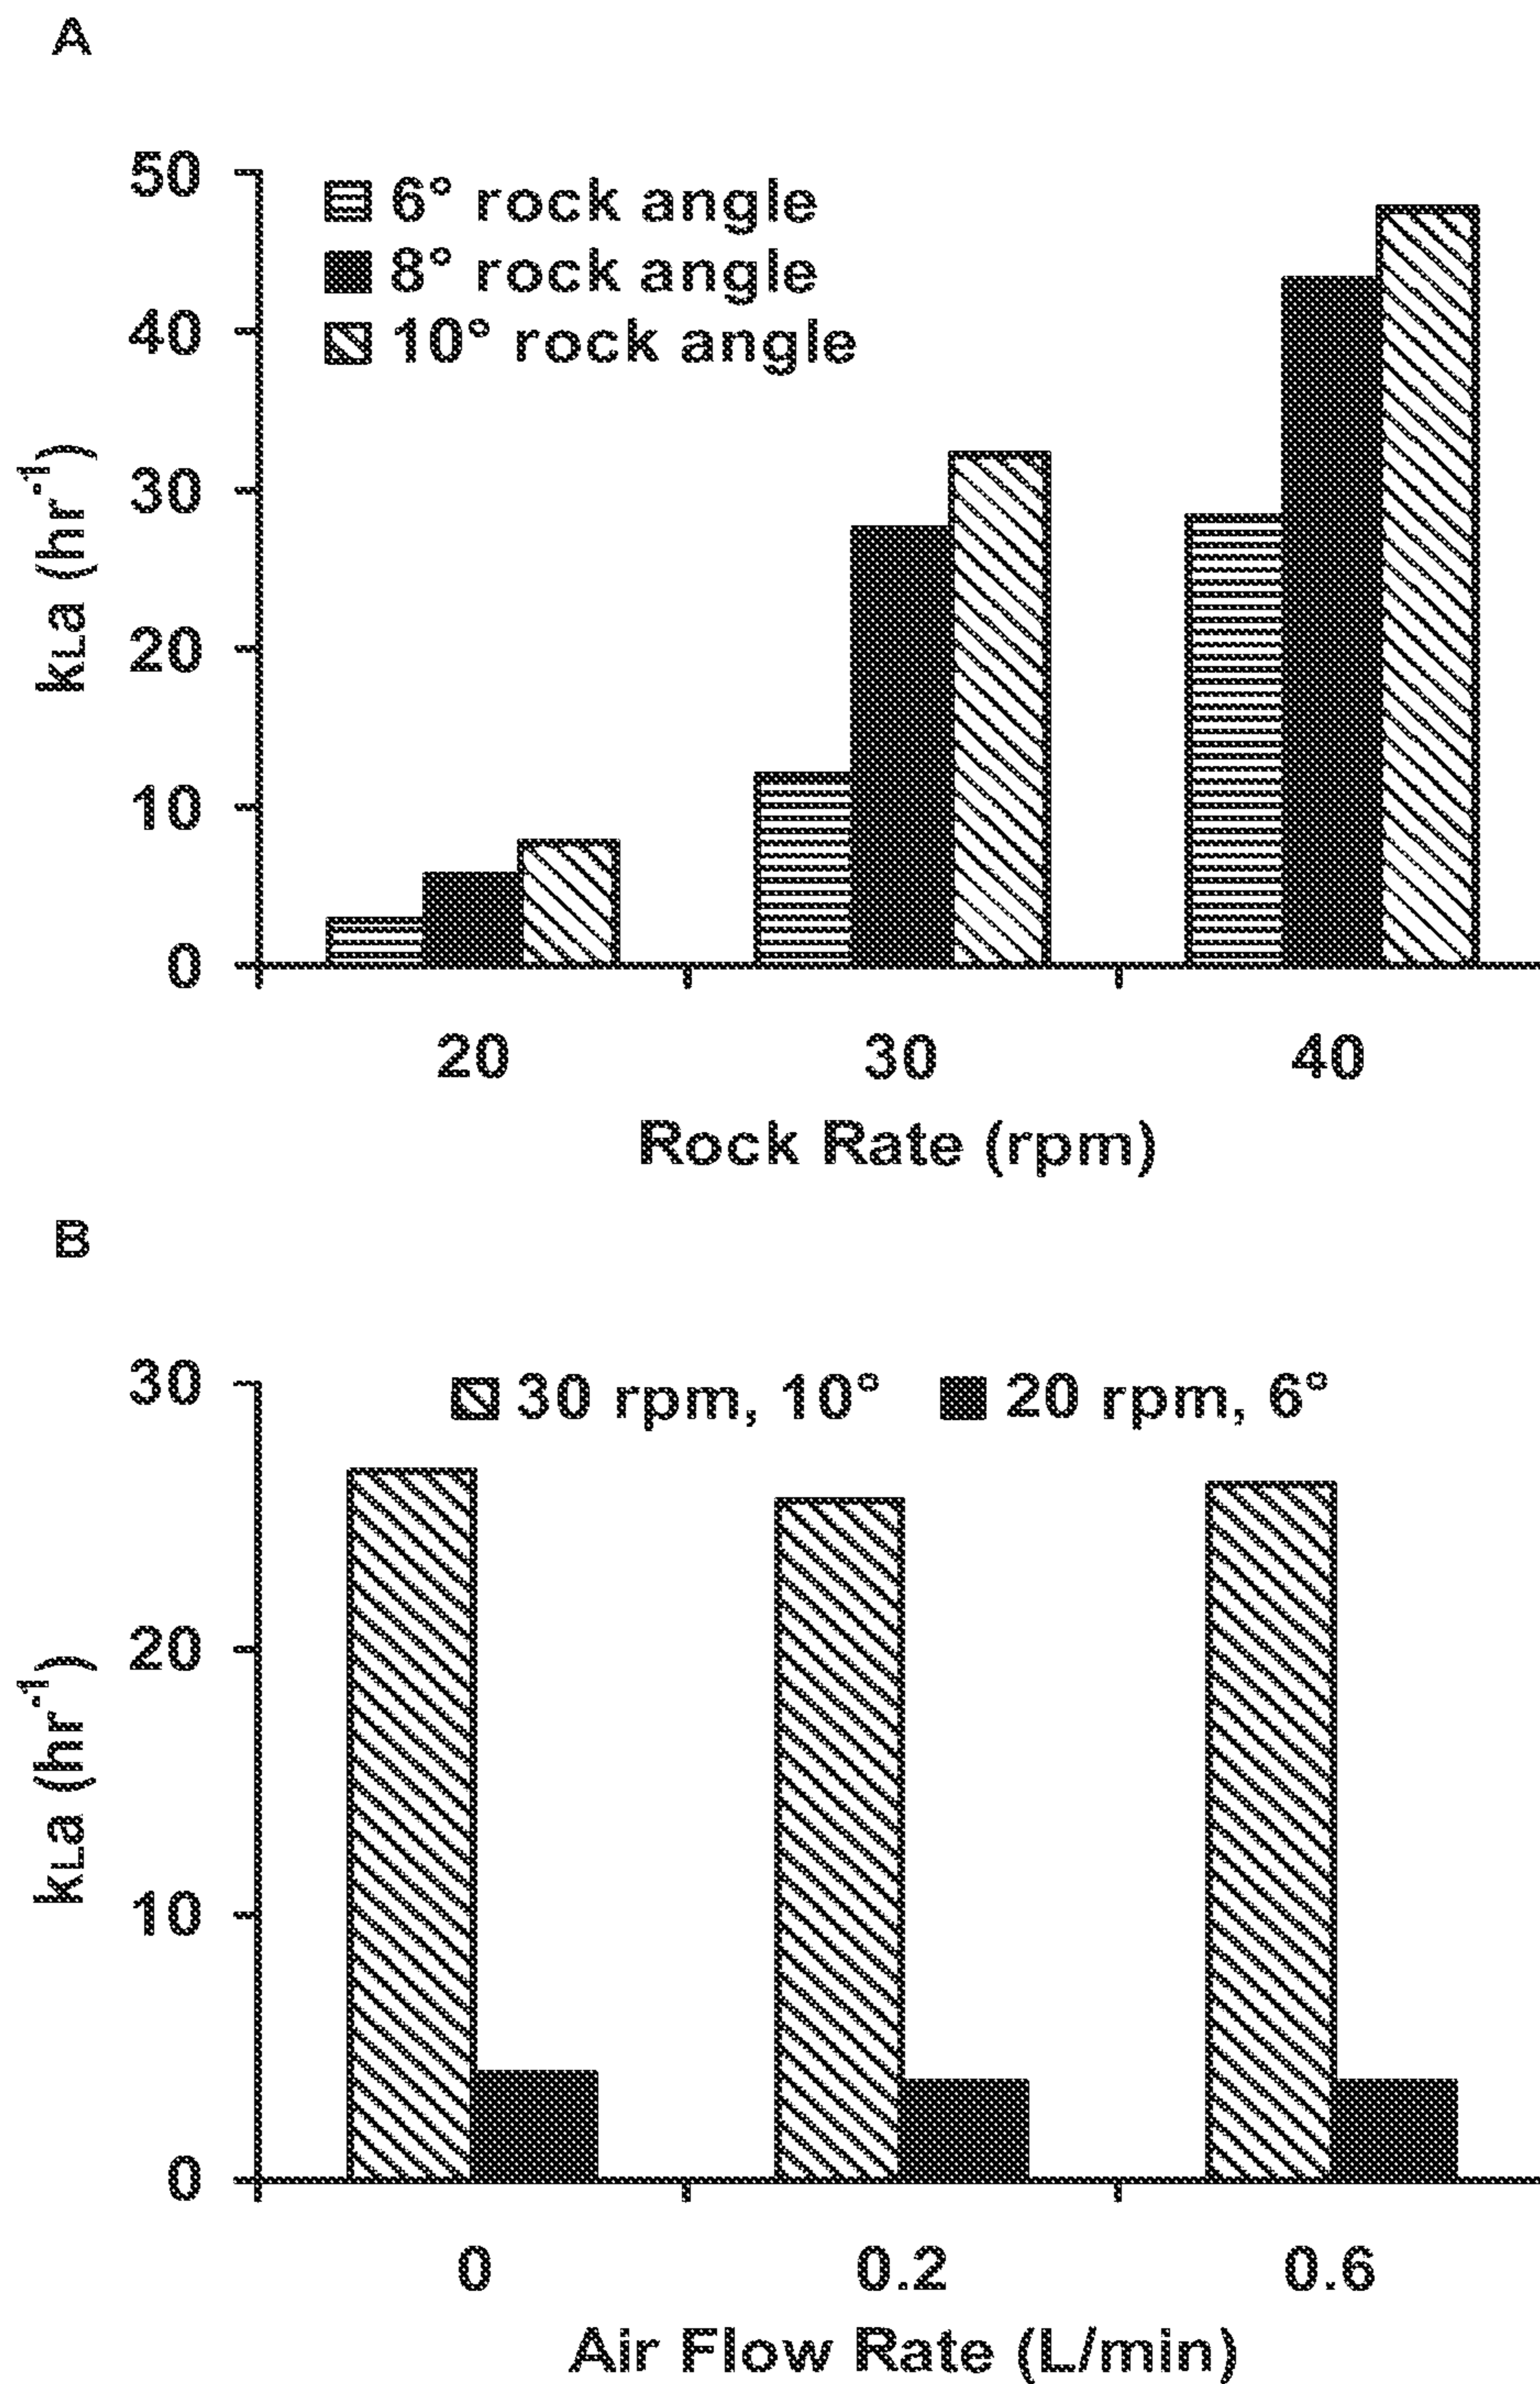 A
50
40
30
20
10
0
kLa (hr-1)
6° rock angle
8° rock angle
10° rock angle
20 30 40
Rock Rate (rpm)
B
30
20
10
0
kLa (hr-1)
30 rpm, 10° 20 rpm, 6°
0 0.2 0.6
Air Flow Rate (L/min)